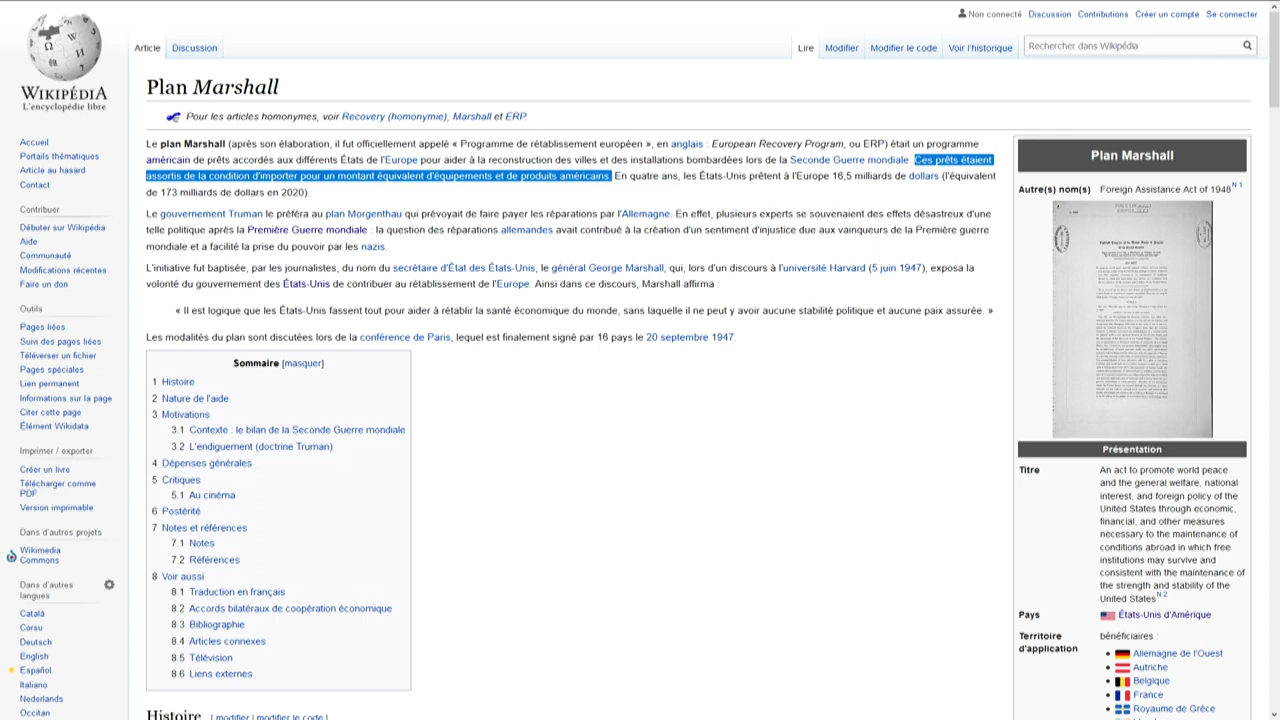 Non connecté Discussion Contributions Créer un compte Se connecter
Article Discussion
Lire Modifier Modifier le code Voir l'historique
Rechercher dans Wikipédia
WIKIPÉDIA
L'encyclopédie libre
Accueil
Portails thématiques
Article au hasard
Contact
Contribuer
Débuter sur Wikipédia
Aide
Communauté
Modifications récentes
Faire un don
Outils
Pages liées
Suivi des pages liées
Téléverser un fichier
Pages spéciales
Lien permanent
Informations sur la page
Citer cette page
Élément Wikidata
Imprimer / exporter
Créer un livre
Télécharger comme
PDF
Version imprimable
Dans d'autres projets
Wikimedia
Commons
Dans d'autres
langues
Català
Corsu
Deutsch
English
Español
Italiano
Nederlands
Occitan
Plan Marshall
Pour les articles homonymes, voir Recovery (homonymie), Marshall et ERP.
Le plan Marshall (après son élaboration, il fut officiellement appelé « Programme de rétablissement européen », en anglais : European Recovery Program, ou ERP) était un programme
américain de prêts accordés aux différents États de l'Europe pour aider à la reconstruction des villes et des installations bombardées lors de la Seconde Guerre mondiale. Ces prêts étaient
assortis de la condition d'importer pour un montant équivalent d'équipements et de produits américains. En quatre ans, les États-Unis prêtent à l'Europe 16,5 milliards de dollars (l'équivalent
de 173 milliards de dollars en 2020).
Le gouvernement Truman le préféra au plan Morgenthau qui prévoyait de faire payer les réparations par l'Allemagne. En effet, plusieurs experts se souvenaient des effets désastreux d'une
telle politique après la Première Guerre mondiale : la question des réparations allemandes avait contribué à la création d'un sentiment d'injustice due aux vainqueurs de la Première guerre
mondiale et a facilité la prise du pouvoir par les nazis.
L'initiative fut baptisée, par les journalistes, du nom du secrétaire d'État des États-Unis, le général George Marshall, qui, lors d'un discours à l'université Harvard (5 juin 1947), exposa la
volonté du gouvernement des États-Unis de contribuer au rétablissement de l'Europe. Ainsi dans ce discours, Marshall affirma :
« Il est logique que les États-Unis fassent tout pour aider à rétablir la santé économique du monde, sans laquelle il ne peut y avoir aucune stabilité politique et aucune paix assurée. »
Les modalités du plan sont discutées lors de la conférence de Paris, lequel est finalement signé par 16 pays le 20 septembre 1947.
Sommaire [masquer]
1 Histoire
2 Nature de l'aide
3 Motivations
3.1 Contexte : le bilan de la Seconde Guerre mondiale
3.2 L'endiguement (doctrine Truman)
4 Dépenses générales
5 Critiques
5.1 Au cinéma
6 Postérité
7 Notes et références
7.1 Notes
7.2 Références
8 Voir aussi
8.1 Traduction en français
8.2 Accords bilatéraux de coopération économique
8.3 Bibliographie
8.4 Articles connexes
8.5 Télévision
8.6 Liens externes
Histoire [ modifier | modifier le code ]
Plan Marshall
Autre(s) nom(s) Foreign Assistance Act of 1948 N 1
Présentation
Titre An act to promote world peace
and the general welfare, national
interest, and foreign policy of the
United States through economic,
financial, and other measures
necessary to the maintenance of
conditions abroad in which free
institutions may survive and
consistent with the maintenance of
the strength and stability of the
United States N 2
Pays États-Unis d'Amérique
Territoire
d'application
bénéficiaires :
Allemagne de l'Ouest
Autriche
Belgique
France
Royaume de Grèce